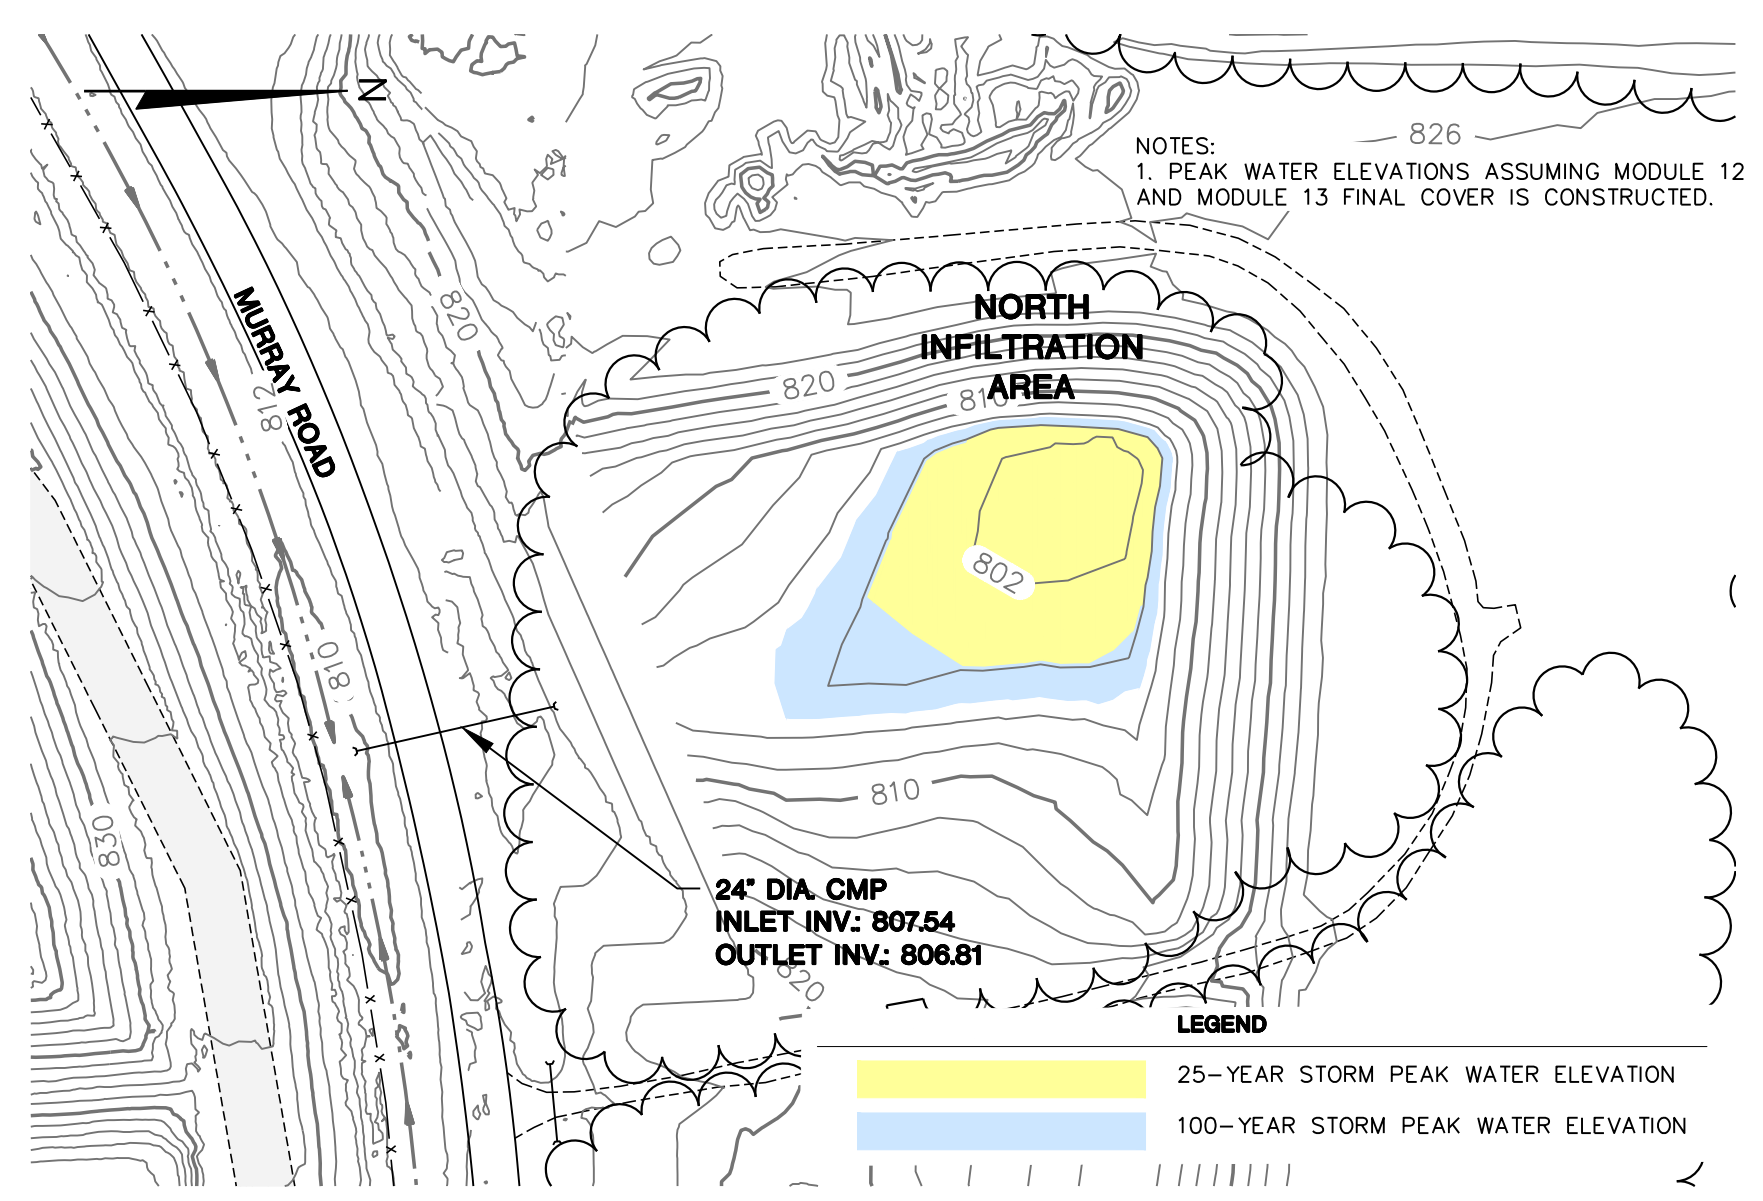 N
826
NOTES:
1. PEAK WATER ELEVATIONS ASSUMING MODULE 12
AND MODULE 13 FINAL COVER IS CONSTRUCTED.
820
MURRAY ROAD
812
NORTH
INFILTRATION
AREA
820
810
802
810
810
830
24" DIA. CMP
INLET INV.: 807.54
OUTLET INV.: 806.81
820
LEGEND
25-YEAR STORM PEAK WATER ELEVATION
100-YEAR STORM PEAK WATER ELEVATION